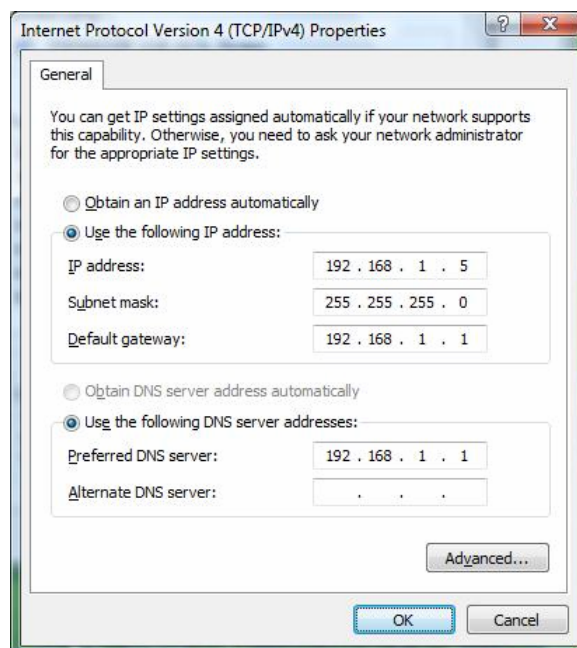 Internet Protocol Version 4 (TCP/IPv4) Properties
General
You can get IP settings assigned automatically if your network supports
this capability. Otherwise, you need to ask your network administrator
for the appropriate IP settings.
Obtain an IP address automatically
Use the following IP address:
IP address: 192 . 168 . 1 . 5
Subnet mask: 255 . 255 . 255 . 0
Default gateway: 192 . 168 . 1 . 1
Obtain DNS server address automatically
Use the following DNS server addresses:
Preferred DNS server: 192 . 168 . 1 . 1
Alternate DNS server: . . .
Advanced...
OK Cancel